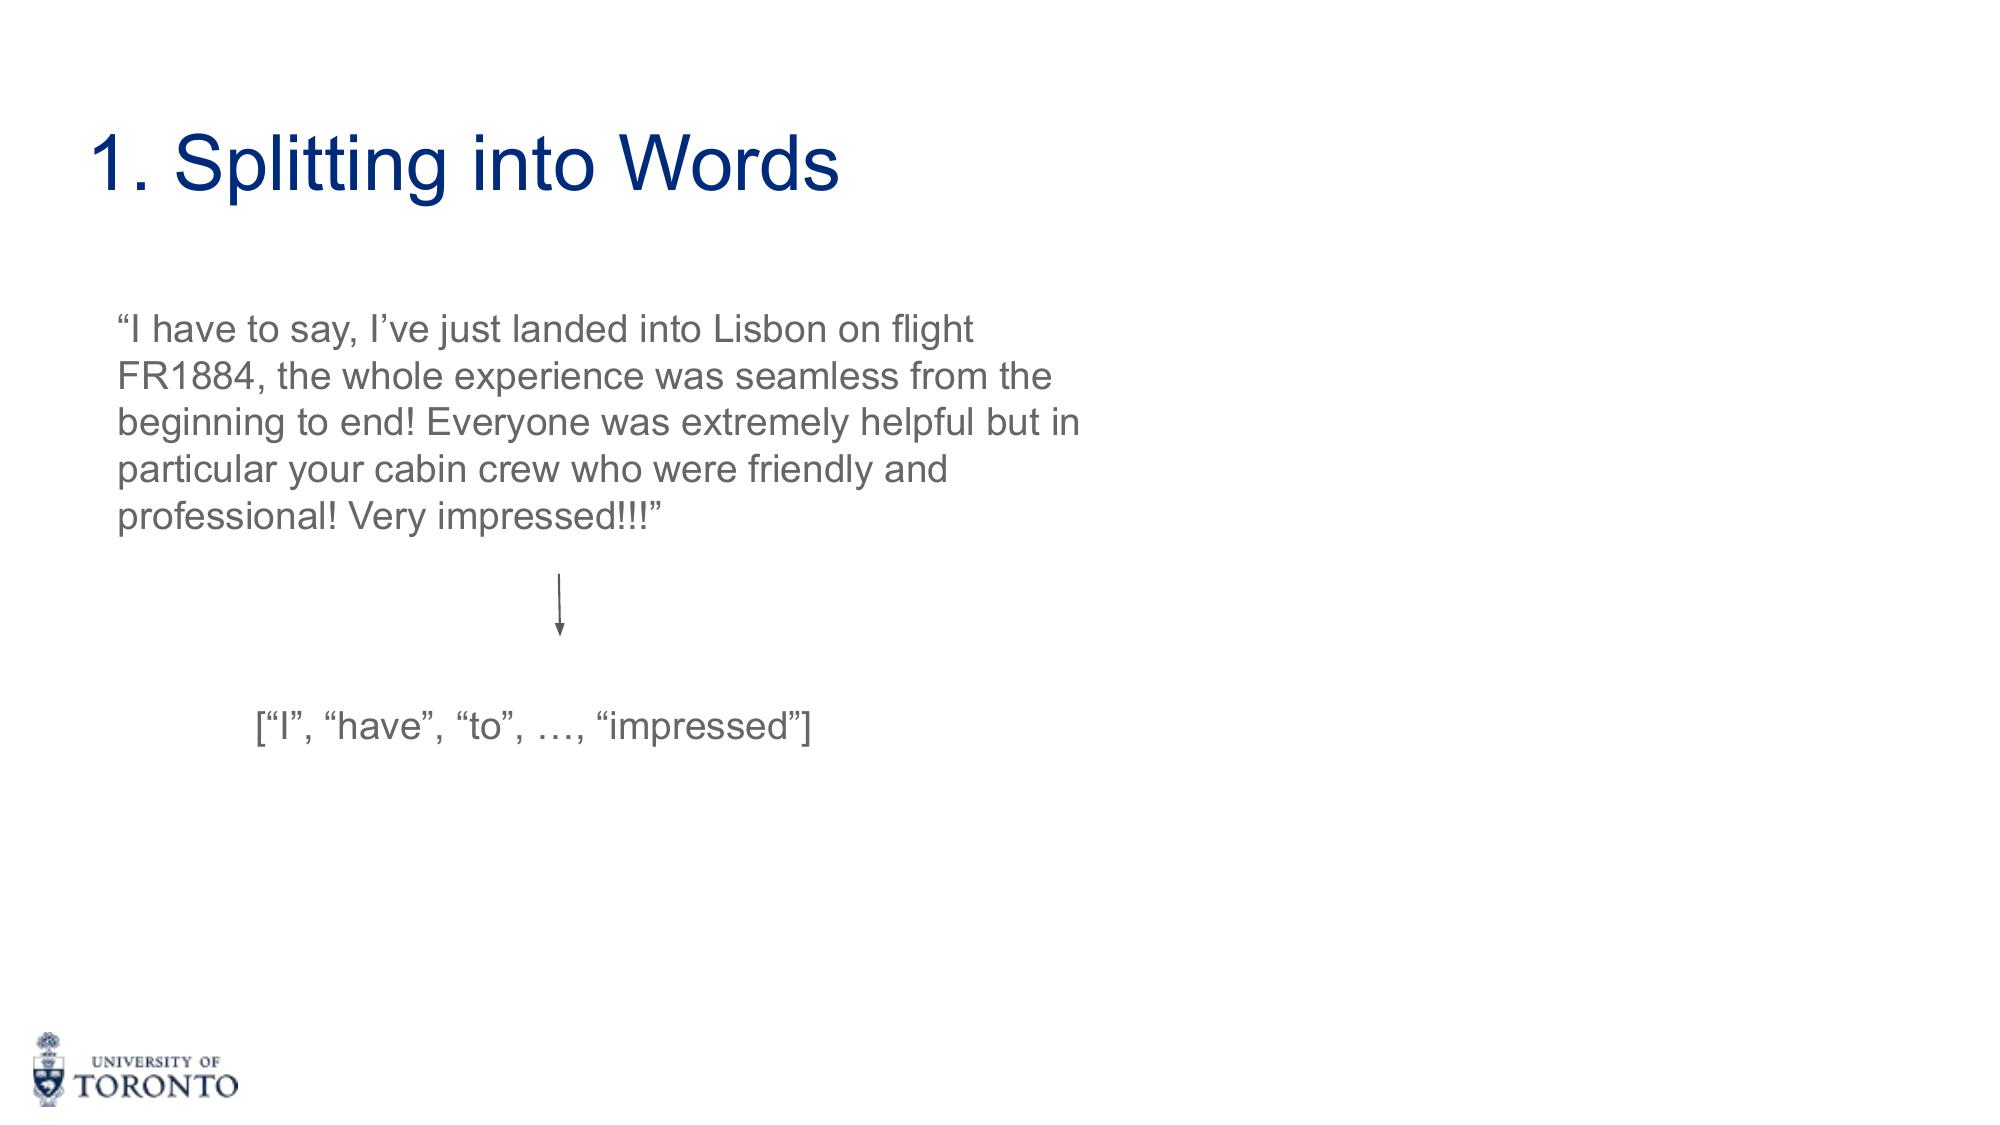 1. Splitting into Words
“I have to say, I’ve just landed into Lisbon on flight
FR1884, the whole experience was seamless from the
beginning to end! Everyone was extremely helpful but in
particular your cabin crew who were friendly and
professional! Very impressed!!!”
[“I”, “have”, “to”, …, “impressed”]
UNIVERSITY OF
TORONTO